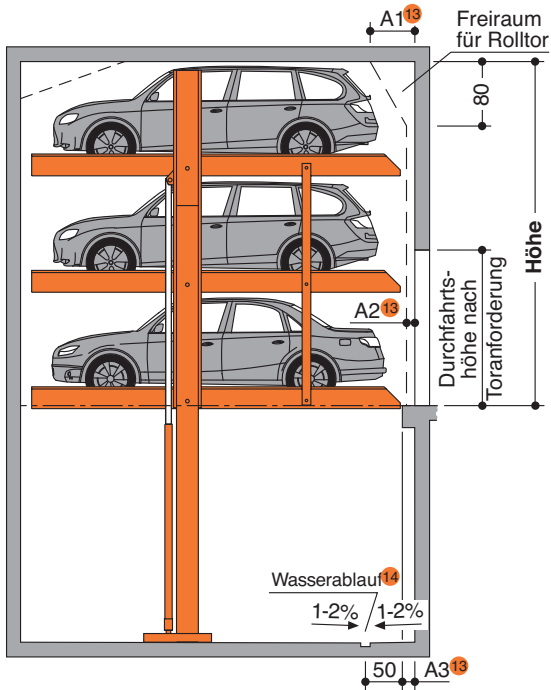 A1 13
Freiraum
für Rolltor
80
Höhe
A2 13
Durchfahrts-
höhe nach
Toranforderung
Wasserablauf 14
1-2% 1-2%
50 A3 13